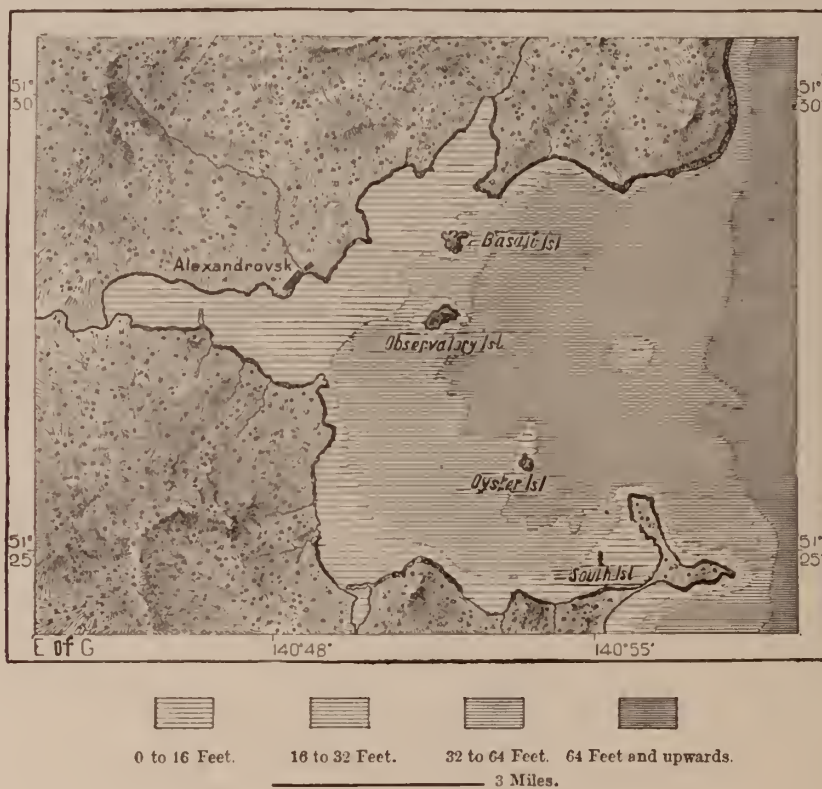 51°
30'
51°
30'
Basalt Isl
Alexandrovsk
Observatory Isl
Oyster Isl
51°
25'
51°
25'
South Isl
E of G
140°48'
140°55'
0 to 16 Feet.
16 to 32 Feet.
32 to 64 Feet.
64 Feet and upwards.
3 Miles.